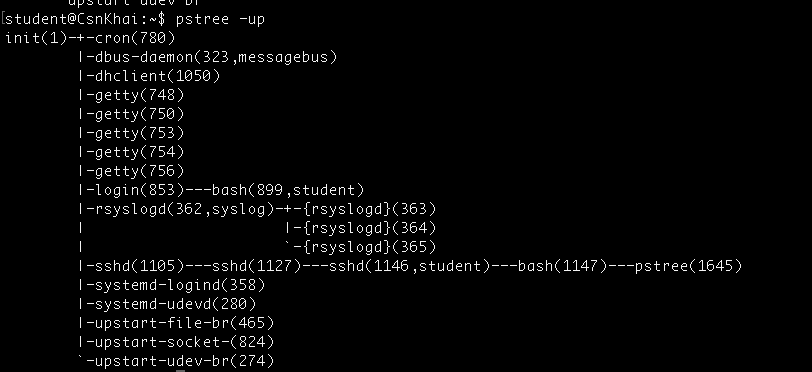 upstart-udev-br
[student@CsnKhai:~$ pstree -up
init(1)-+-cron(780)
        |-dbus-daemon(323,messagebus)
        |-dhclient(1050)
        |-getty(748)
        |-getty(750)
        |-getty(753)
        |-getty(754)
        |-getty(756)
        |-login(853)---bash(899,student)
        |-rsyslogd(362,syslog)-+-{rsyslogd}(363)
        |                      |-{rsyslogd}(364)
        |                      `-{rsyslogd}(365)
        |-sshd(1105)---sshd(1127)---sshd(1146,student)---bash(1147)---pstree(1645)
        |-systemd-logind(358)
        |-systemd-udevd(280)
        |-upstart-file-br(465)
        |-upstart-socket-(824)
        `-upstart-udev-br(274)